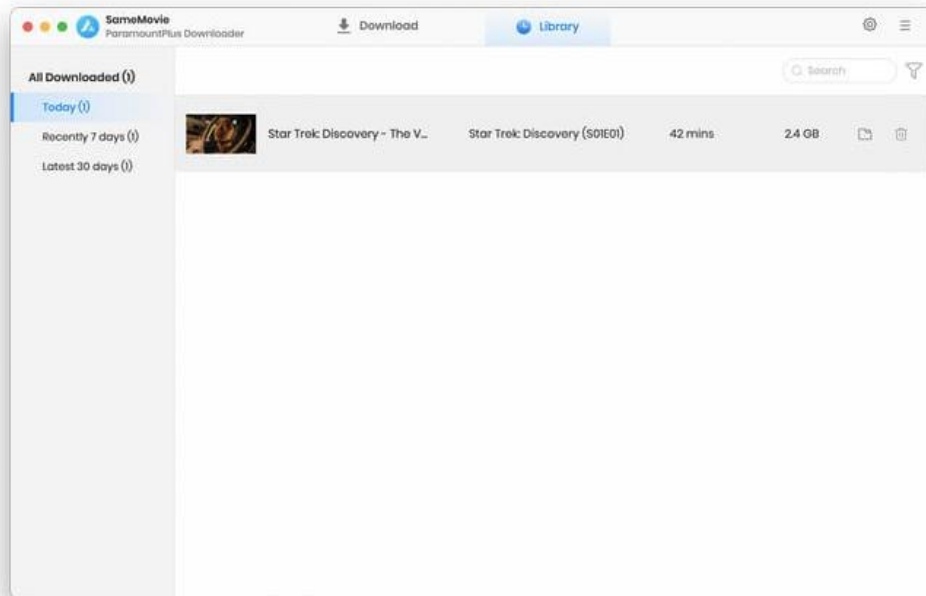 SameMovie
ParamountPlus Downloader
Download
Library
All Downloaded (1)
Search
Today (1)
Recently 7 days (1)
Latest 30 days (1)
Star Trek: Discovery - The V...
Star Trek: Discovery (S01E01)
42 mins
2.4 GB